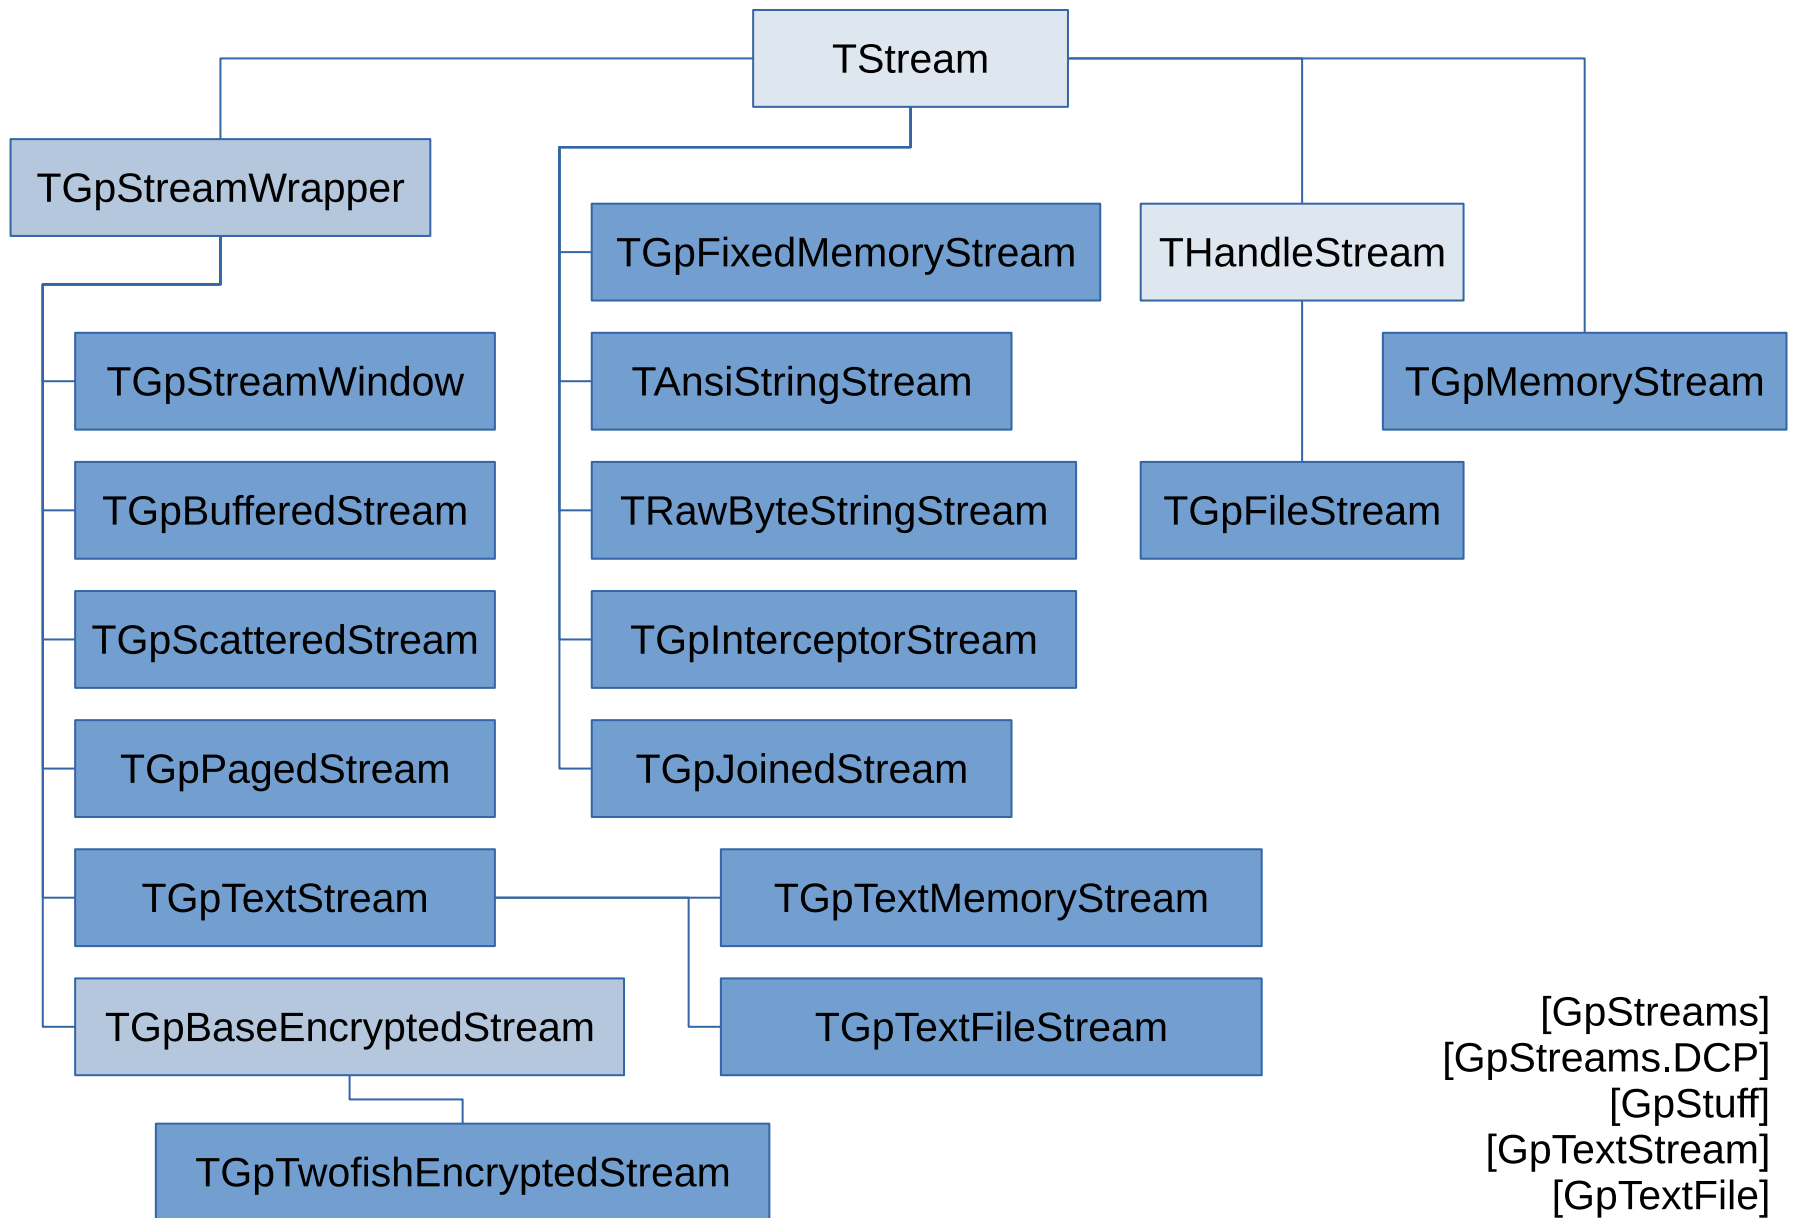 TStream
TGpStreamWrapper
TGpFixedMemoryStream
THandleStream
TGpStreamWindow
TAnsiStringStream
TGpMemoryStream
TGpBufferedStream
TRawByteStringStream
TGpFileStream
TGpScatteredStream
TGpInterceptorStream
TGpPagedStream
TGpJoinedStream
TGpTextStream
TGpTextMemoryStream
TGpBaseEncryptedStream
TGpTextFileStream
TGpTwofishEncryptedStream
[GpStreams]
[GpStreams.DCP]
[GpStuff]
[GpTextStream]
[GpTextFile]